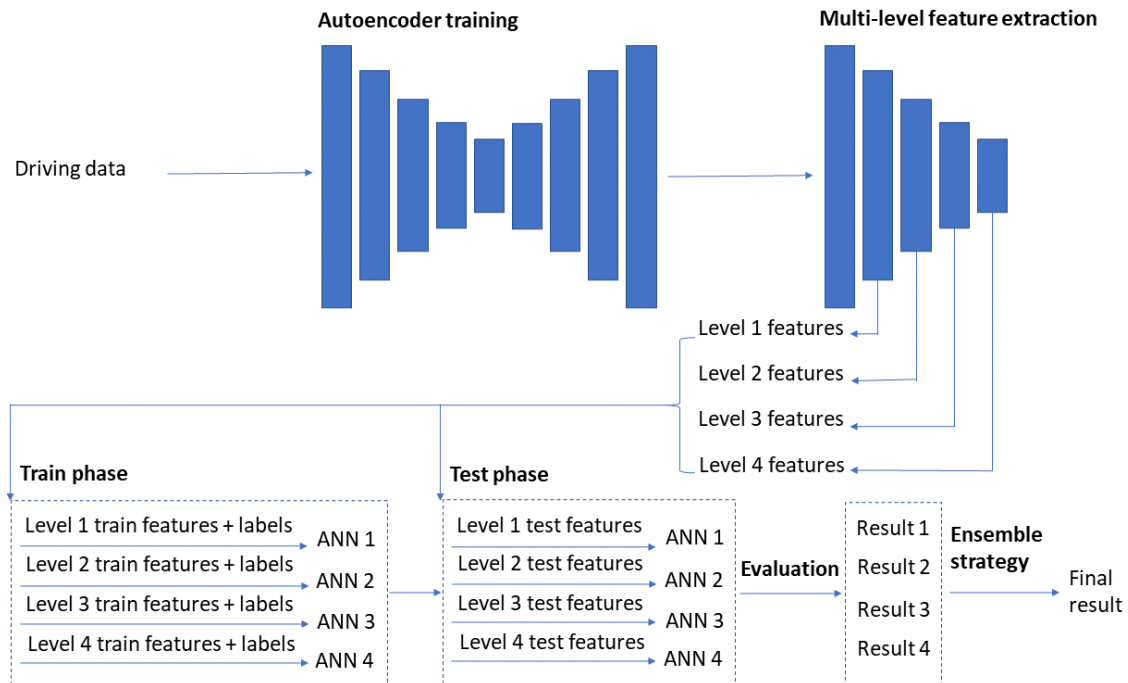 Autoencoder training
Multi-level feature extraction
Driving data
Level 1 features
Level 2 features
Level 3 features
Level 4 features
Train phase
Level 1 train features + labels
ANN 1
Level 2 train features + labels
ANN 2
Level 3 train features + labels
ANN 3
Level 4 train features + labels
ANN 4
Test phase
Level 1 test features
ANN 1
Level 2 test features
ANN 2
Level 3 test features
ANN 3
Level 4 test features
ANN 4
Evaluation
Result 1
Result 2
Result 3
Result 4
Ensemble
strategy
Final
result